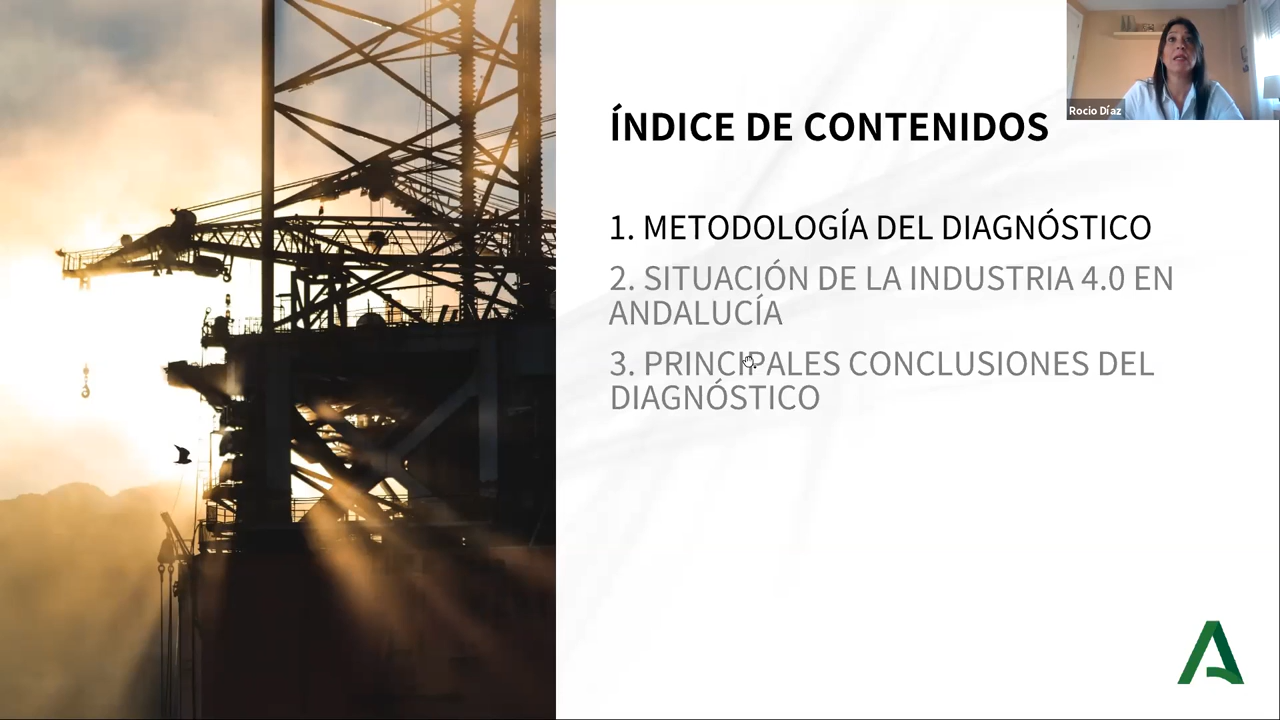 Rocio Díaz
ÍNDICE DE CONTENIDOS
1. METODOLOGÍA DEL DIAGNÓSTICO
2. SITUACIÓN DE LA INDUSTRIA 4.0 EN
ANDALUCÍA
3. PRINCIPALES CONCLUSIONES DEL
DIAGNÓSTICO